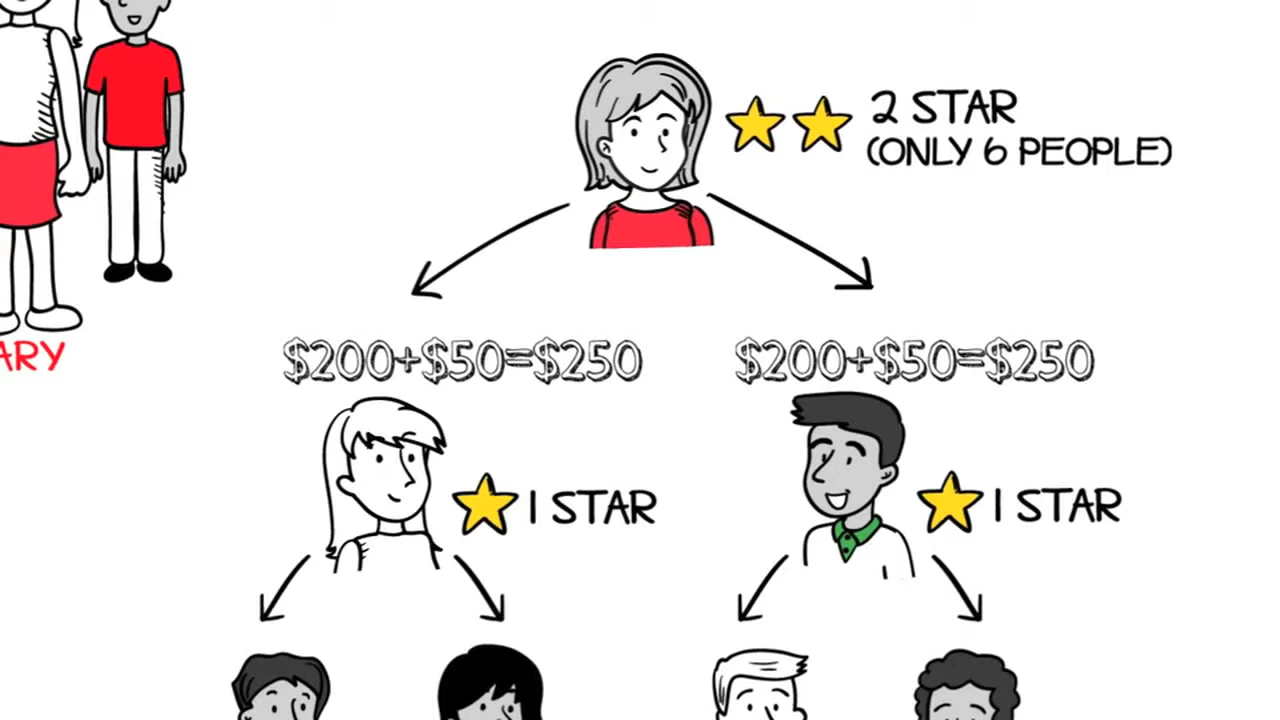 2 STAR
(ONLY 6 PEOPLE)
$200+$50=$250
$200+$50=$250
ARY
1 STAR
1 STAR